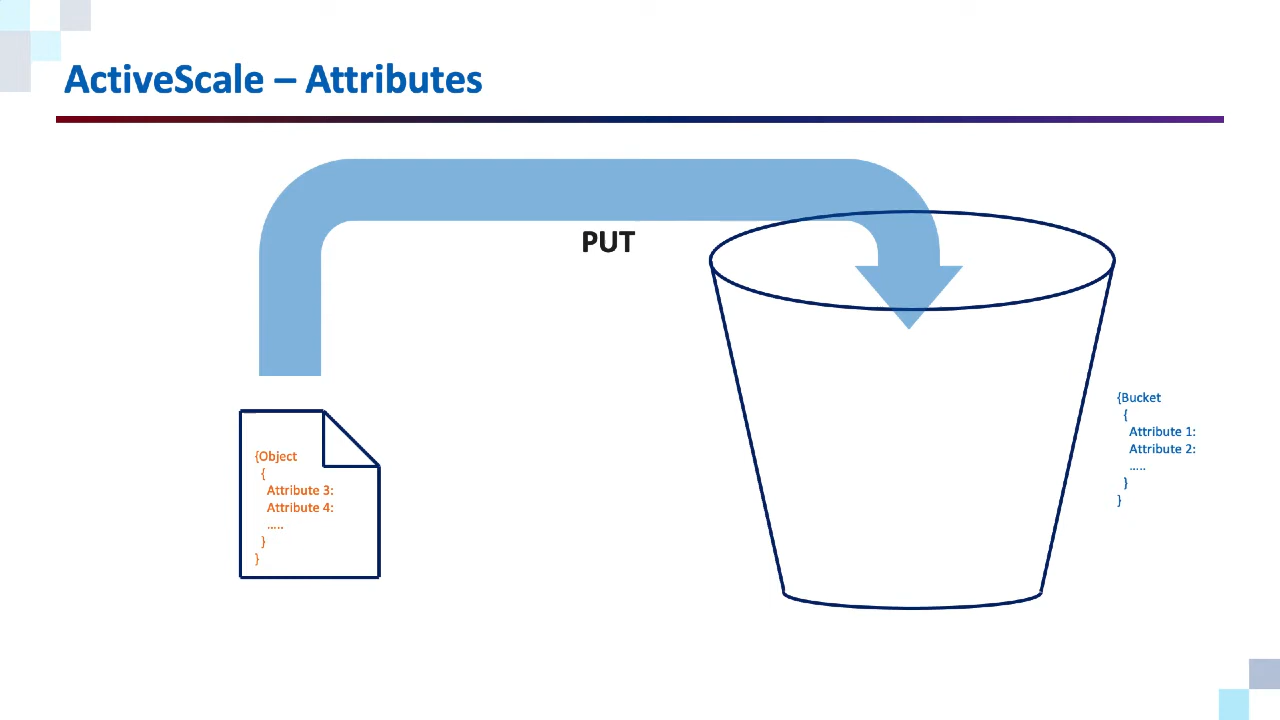 ActiveScale – Attributes
PUT
{Object
{
Attribute 3:
Attribute 4:
.....
}
}
{Bucket
{
Attribute 1:
Attribute 2:
.....
}
}